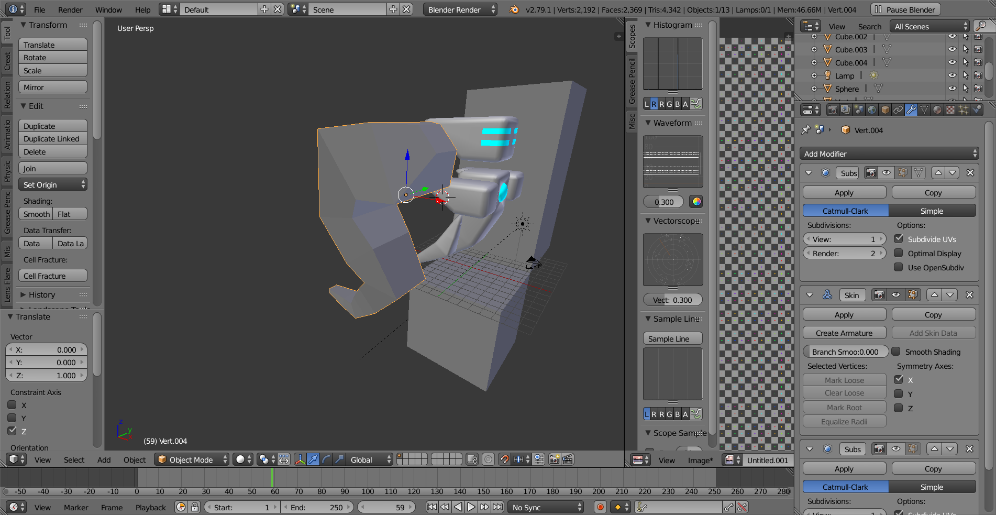 File Render Window Help Default Scene Blender Render v2.79.1 | Verts:2,192 | Faces:2,369 | Tris:4,342 | Objects:1/13 | Lamps:0/1 | Mem:46.66M | Vert.004 Pause Blender
Transform
Translate
Rotate
Scale
Mirror
Edit
Duplicate
Duplicate Linked
Delete
Join
Set Origin
Shading:
Smooth Flat
Data Transfer:
Data Data La
Cell Fracture:
Cell Fracture
History
Translate
Vector
X: 0.000
Y: 0.000
Z: 1.000
Constraint Axis
X
Y
Z
Orientation
Tool
Creat
Relation
Animatio
Physic
Grease Penc
Mis
User Persp
(59) Vert.004
View Select Add Object Object Mode Global
Scopes
Grease Pencil
Misc
Histogram
L R R G B A
Waveform
0.300
Vectorscope
Vect: 0.300
Sample Line
Sample Line
L R R G B A
Scope Sample
View Image* Untitled.001
View Search All Scenes
Cube.002
Cube.003
Cube.004
Lamp
Sphere
Vert.004
Add Modifier
Subs
Apply Copy
Catmull-Clark Simple
Subdivisions: Options:
View: 1 Subdivide UVs
Render: 2 Optimal Display
Use OpenSubdiv
Skin
Apply Copy
Create Armature Add Skin Data
Branch Smoo:0.000 Smooth Shading
Selected Vertices: Symmetry Axes:
Mark Loose X
Clear Loose Y
Mark Root Z
Equalize Radii
Subs
Apply Copy
Catmull-Clark Simple
Subdivisions: Options:
-50 -40 -30 -20 -10 0 10 20 30 40 50 60 70 80 90 100 110 120 130 140 150 160 170 180 190 200 210 220 230 240 250 260 270 280
View Marker Frame Playback Start: 1 End: 250 59 No Sync